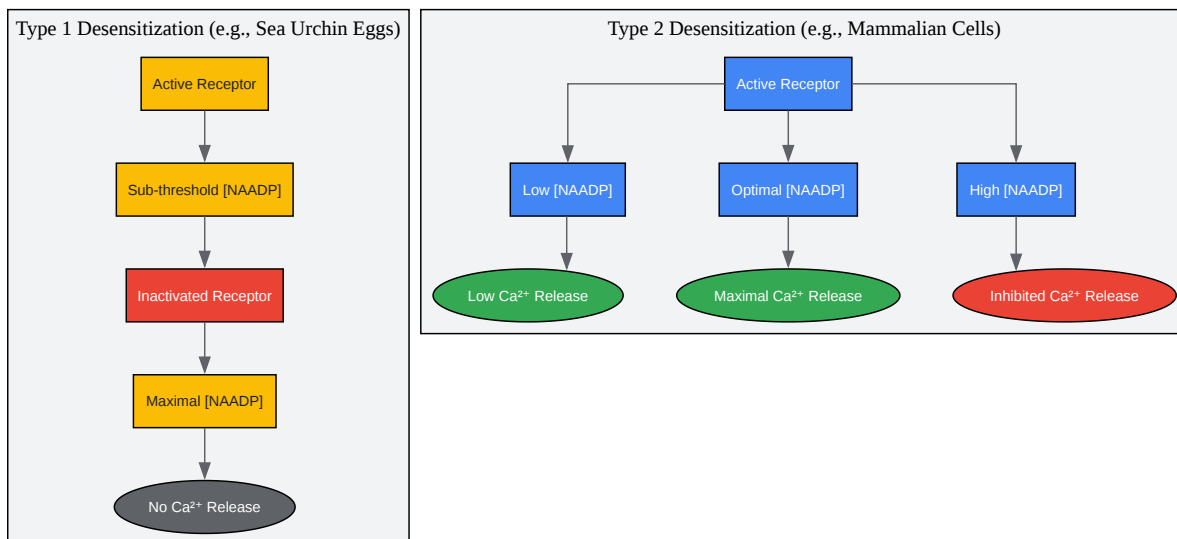 Type 1 Desensitization (e.g., Sea Urchin Eggs)
Active Receptor
Sub-threshold [NAADP]
Inactivated Receptor
Maximal [NAADP]
No Ca²⁺ Release
Type 2 Desensitization (e.g., Mammalian Cells)
Active Receptor
Low [NAADP]
Optimal [NAADP]
High [NAADP]
Low Ca²⁺ Release
Maximal Ca²⁺ Release
Inhibited Ca²⁺ Release